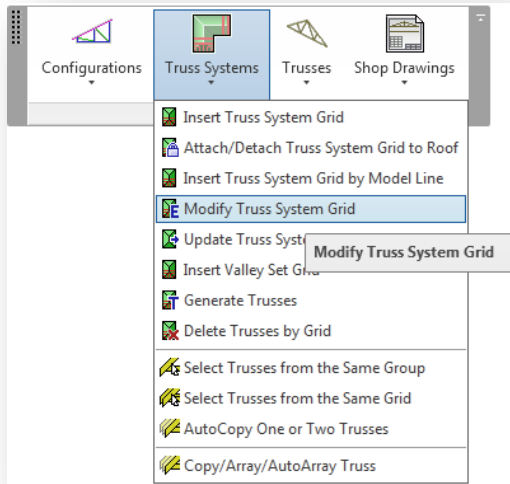 Configurations
Truss Systems
Trusses
Shop Drawings
Insert Truss System Grid
Attach/Detach Truss System Grid to Roof
Insert Truss System Grid by Model Line
Modify Truss System Grid
Update Truss Syste
Modify Truss System Grid
Insert Valley Set Grid
Generate Trusses
Delete Trusses by Grid
Select Trusses from the Same Group
Select Trusses from the Same Grid
AutoCopy One or Two Trusses
Copy/Array/AutoArray Truss